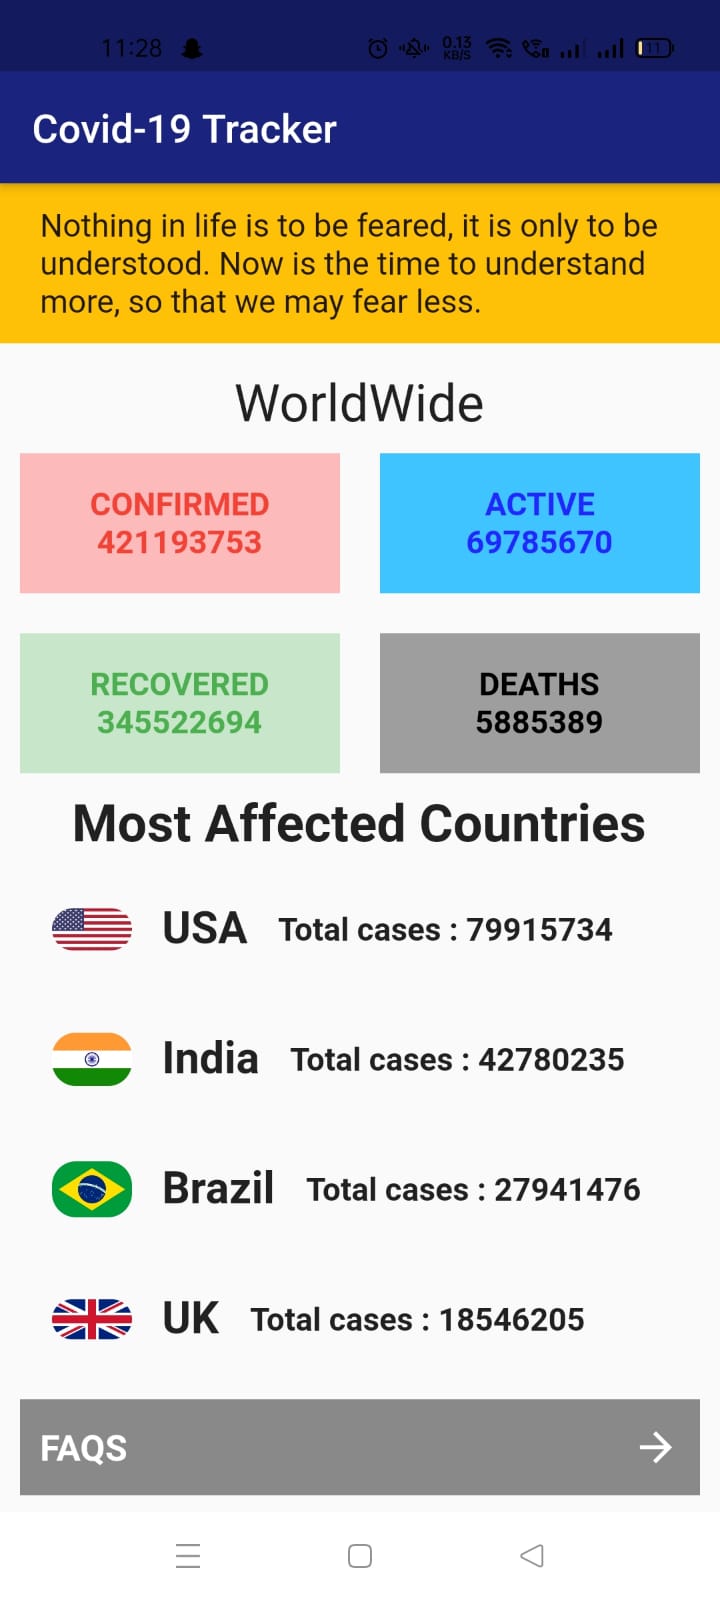 11:28
0.13
KB/S
11
Covid-19 Tracker
Nothing in life is to be feared, it is only to be
understood. Now is the time to understand
more, so that we may fear less.
WorldWide
CONFIRMED
421193753
ACTIVE
69785670
RECOVERED
345522694
DEATHS
5885389
Most Affected Countries
USA Total cases : 79915734
India Total cases : 42780235
Brazil Total cases : 27941476
UK Total cases : 18546205
FAQS